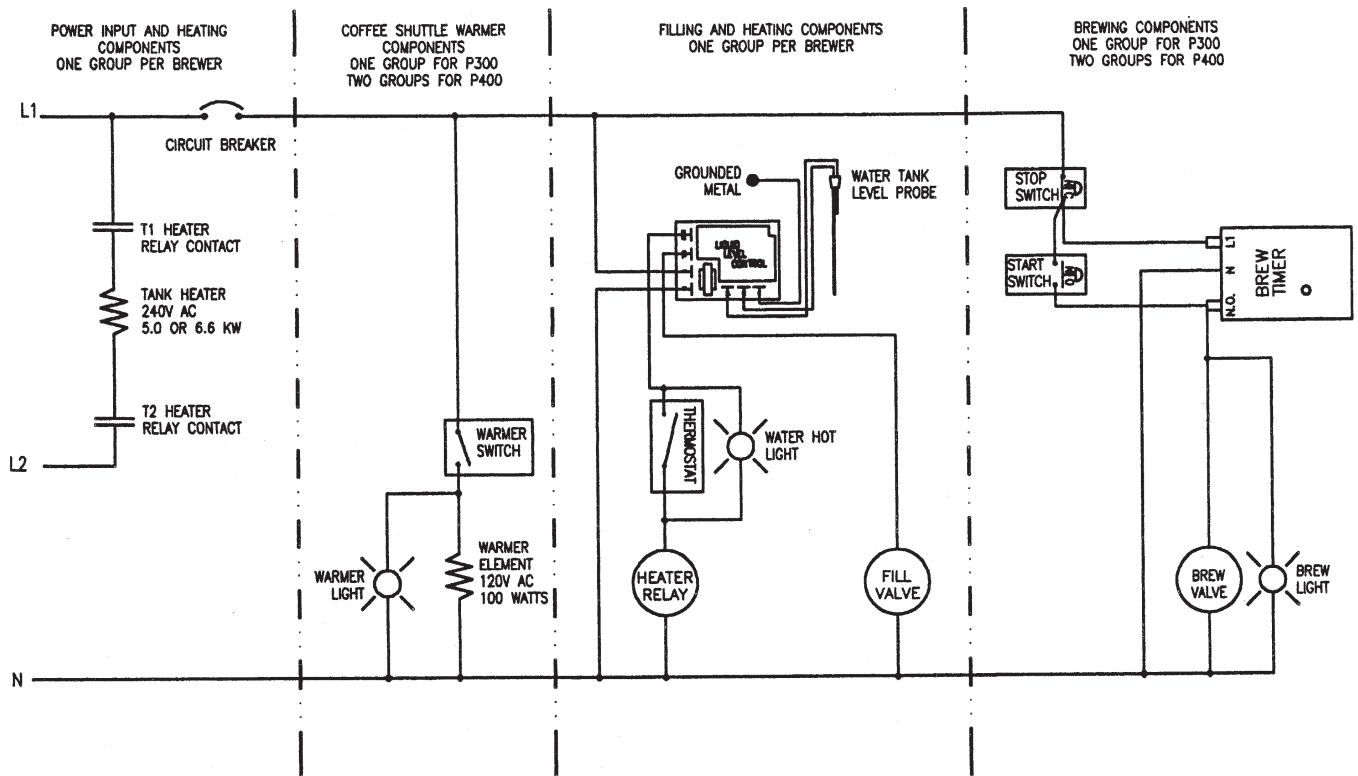 POWER INPUT AND HEATING
COMPONENTS
ONE GROUP PER BREWER
COFFEE SHUTTLE WARMER
COMPONENTS
ONE GROUP FOR P300
TWO GROUPS FOR P400
FILLING AND HEATING COMPONENTS
ONE GROUP PER BREWER
BREWING COMPONENTS
ONE GROUP FOR P300
TWO GROUPS FOR P400
L1
CIRCUIT BREAKER
T1 HEATER
RELAY CONTACT
TANK HEATER
240V AC
5.0 OR 6.6 KW
T2 HEATER
RELAY CONTACT
L2
N
WARMER
SWITCH
WARMER
LIGHT
WARMER
ELEMENT
120V AC
100 WATTS
GROUNDED
METAL
WATER TANK
LEVEL PROBE
LIQUID
LEVEL
CONTROL
THERMOSTAT
WATER HOT
LIGHT
HEATER
RELAY
FILL
VALVE
STOP
SWITCH
NC
START
SWITCH
NO
L1
N
N.O.
BREW
TIMER
BREW
VALVE
BREW
LIGHT